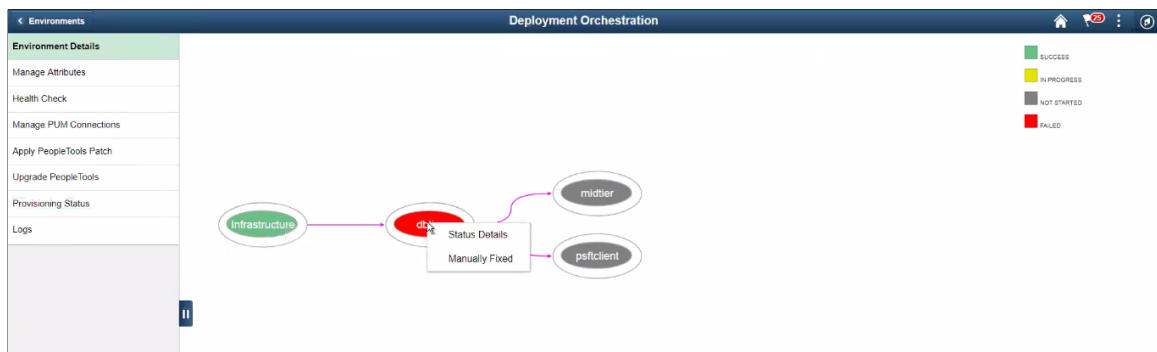 Environments
Deployment Orchestration
25
Environment Details
Manage Attributes
Health Check
Manage PUM Connections
Apply PeopleTools Patch
Upgrade PeopleTools
Provisioning Status
Logs
SUCCESS
IN PROGRESS
NOT STARTED
FAILED
midtier
Infrastructure
Status Details
Manually Fixed
psftclient